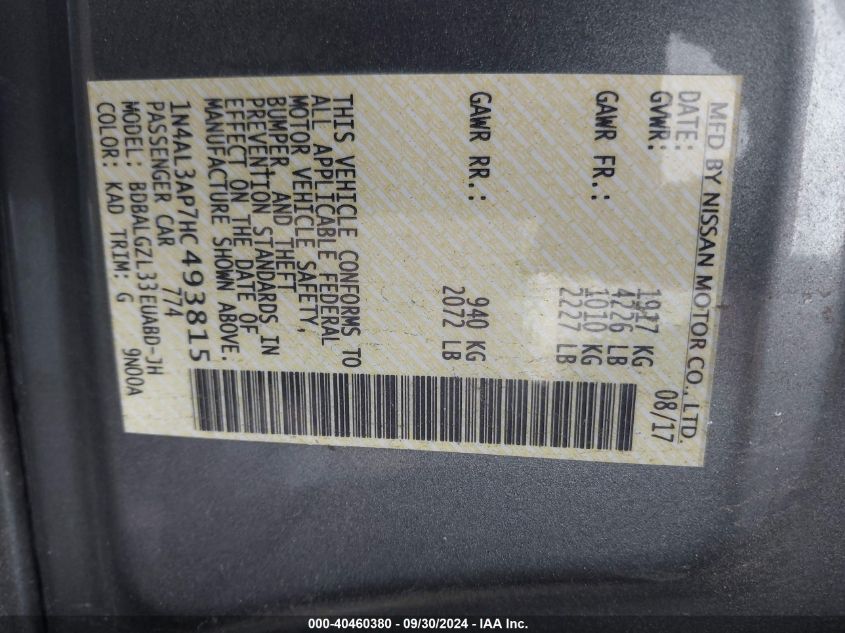 MFD BY NISSAN MOTOR CO., LTD.
DATE: 08/17
GVWR: 1917 KG
4226 LB
GAWR FR.: 1010 KG
2227 LB
GAWR RR.: 940 KG
2072 LB
THIS VEHICLE CONFORMS TO
ALL APPLICABLE FEDERAL
MOTOR VEHICLE SAFETY,
BUMPER, AND THEFT
PREVENTION STANDARDS IN
EFFECT ON THE DATE OF
MANUFACTURE SHOWN ABOVE.
1N4AL3AP7HC493815
PASSENGER CAR 774
MODEL: BDBALGZL33EUABD-JH
COLOR: KAD TRIM: G 9N00A
000-40460380 - 09/30/2024 - IAA Inc.